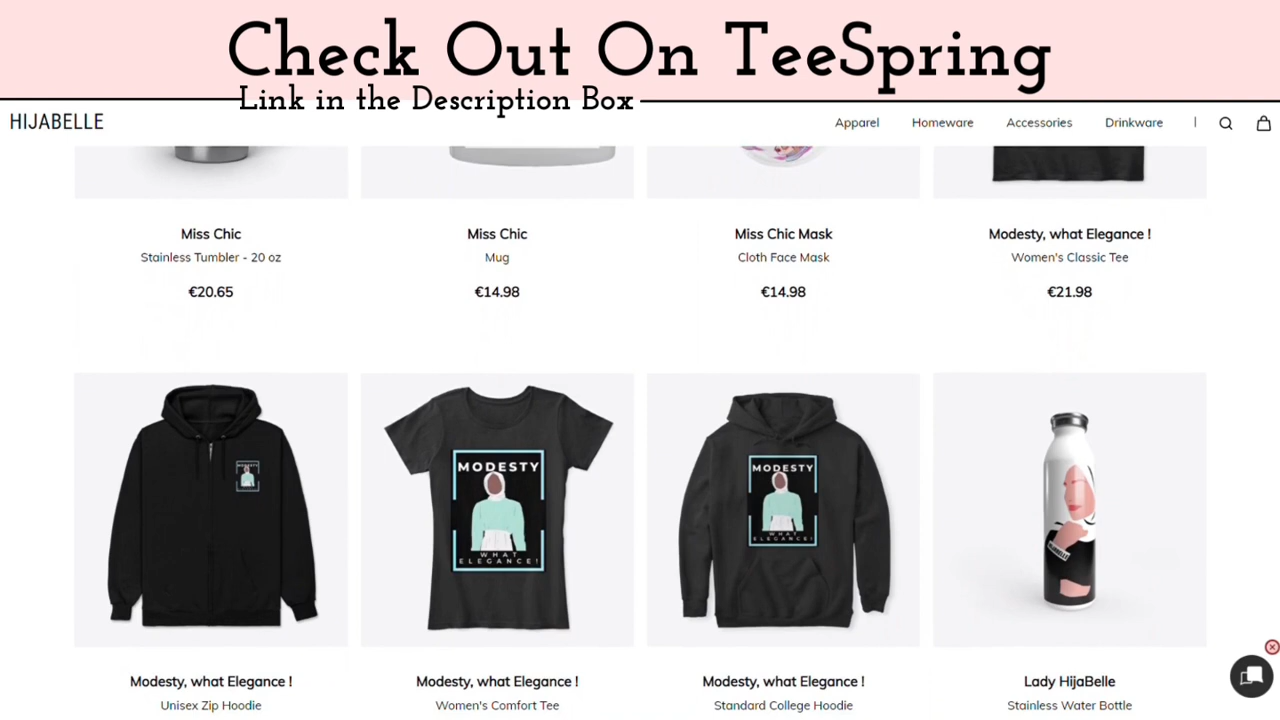 Check Out On TeeSpring
Link in the Description Box
HIJABELLE
Apparel Homeware Accessories Drinkware
Miss Chic Miss Chic Miss Chic Mask Modesty, what Elegance !
Stainless Tumbler - 20 oz Mug Cloth Face Mask Women's Classic Tee
€20.65 €14.98 €14.98 €21.98
MODESTY
MODESTY
WHAT
ELEGANCE!
MODESTY
WHAT
ELEGANCE!
HIJABELLE
Modesty, what Elegance ! Modesty, what Elegance ! Modesty, what Elegance ! Lady HijaBelle
Unisex Zip Hoodie Women's Comfort Tee Standard College Hoodie Stainless Water Bottle